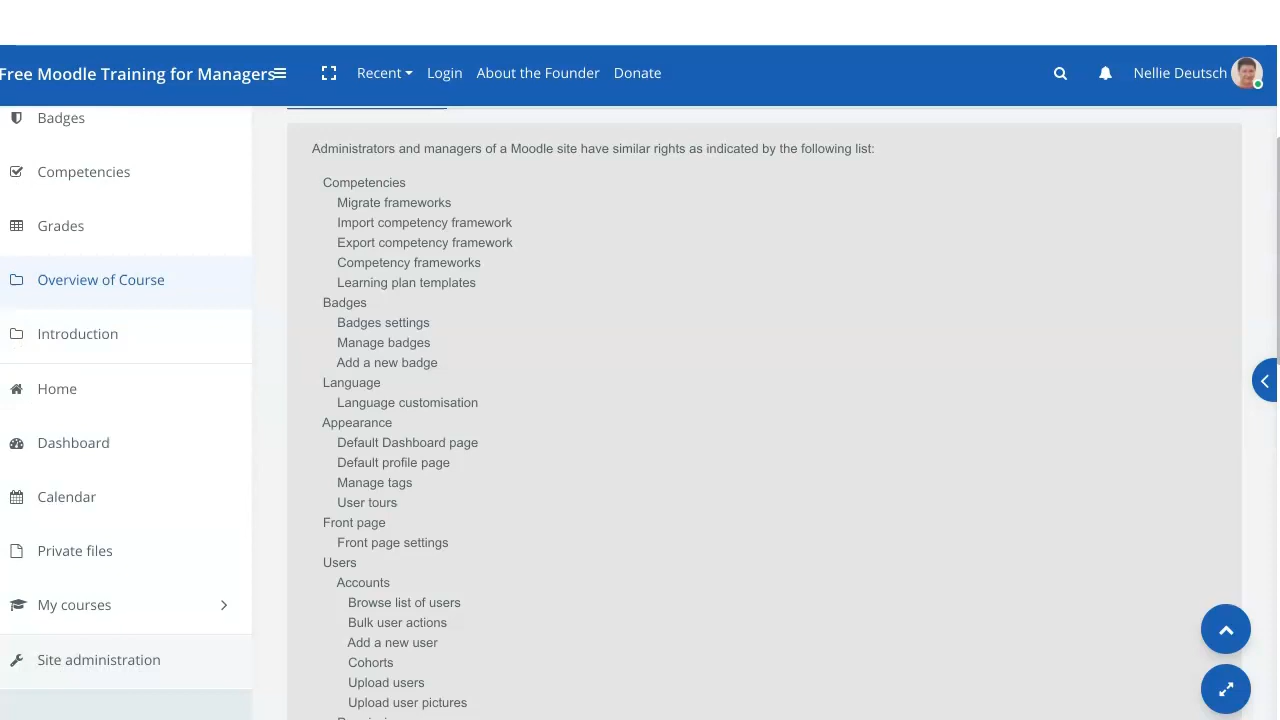 Free Moodle Training for Managers
Recent Login About the Founder Donate
Nellie Deutsch
Badges
Competencies
Grades
Overview of Course
Introduction
Home
Dashboard
Calendar
Private files
My courses
Site administration
Administrators and managers of a Moodle site have similar rights as indicated by the following list:
Competencies
Migrate frameworks
Import competency framework
Export competency framework
Competency frameworks
Learning plan templates
Badges
Badges settings
Manage badges
Add a new badge
Language
Language customisation
Appearance
Default Dashboard page
Default profile page
Manage tags
User tours
Front page
Front page settings
Users
Accounts
Browse list of users
Bulk user actions
Add a new user
Cohorts
Upload users
Upload user pictures